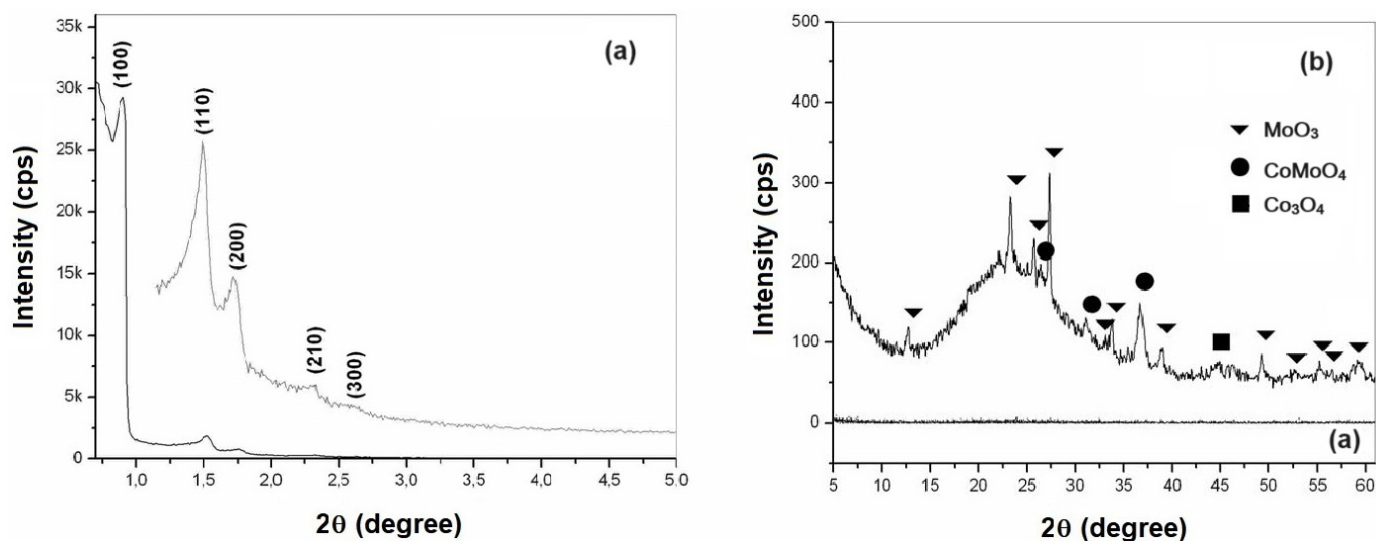 35k
30k
25k
20k
15k
10k
5k
0
Intensity (cps)
(a)
(100)
(110)
(200)
(210)
(300)
1,0 1,5 2,0 2,5 3,0 3,5 4,0 4,5 5,0
2θ (degree)
500
400
300
200
100
0
Intensity (cps)
(b)
MoO₃
CoMoO₄
Co₃O₄
(a)
5 10 15 20 25 30 35 40 45 50 55 60
2θ (degree)